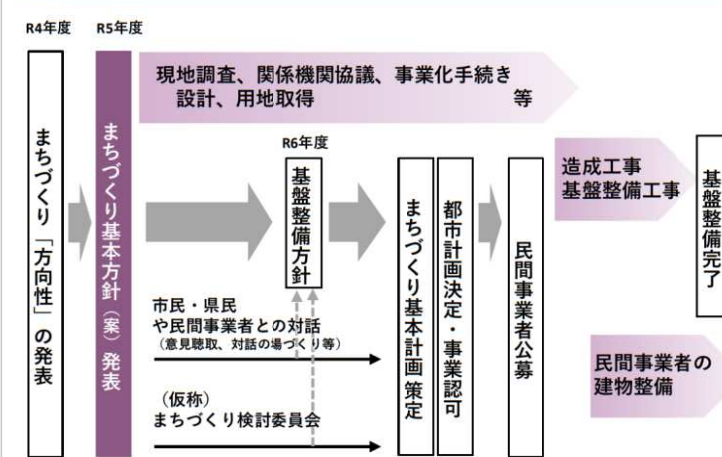 R4年度
R5年度
まちづくり「方向性」の発表
まちづくり基本方針（案）発表
現地調査、関係機関協議、事業化手続き
設計、用地取得　　　　　　　　　等
R6年度
基盤整備方針
市民・県民
や民間事業者との対話
（意見聴取、対話の場づくり等）
（仮称）
まちづくり検討委員会
まちづくり基本計画 策定
都市計画決定・事業認可
民間事業者公募
造成工事
基盤整備工事
民間事業者の
建物整備
基盤整備完了